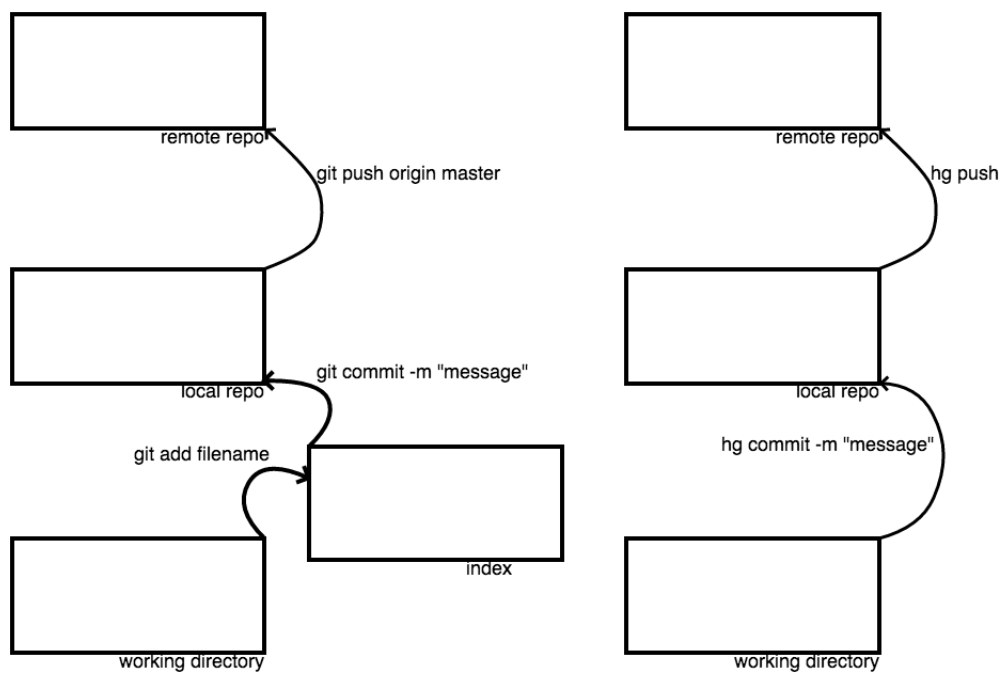 remote repo
git push origin master
local repo
git commit -m "message"
git add filename
index
working directory
remote repo
hg push
local repo
hg commit -m "message"
working directory